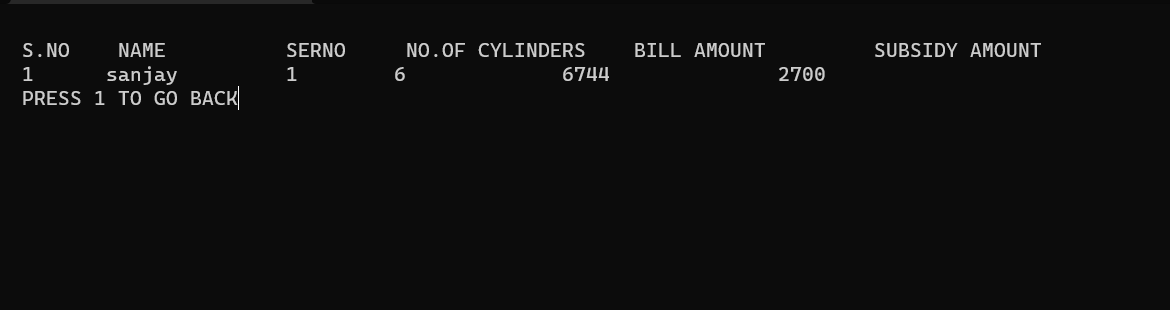 S.NO    NAME          SERNO     NO.OF CYLINDERS    BILL AMOUNT         SUBSIDY AMOUNT
1      sanjay         1        6             6744              2700
PRESS 1 TO GO BACK